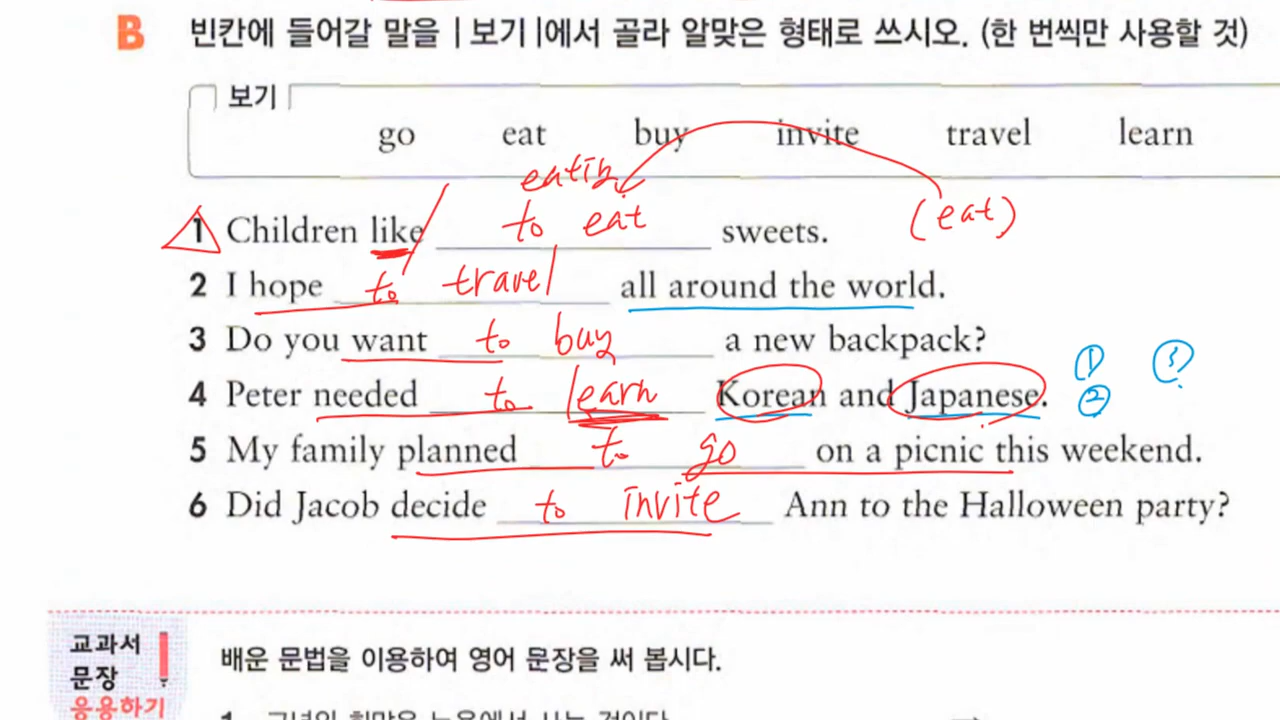 B 빈칸에 들어갈 말을 |보기|에서 골라 알맞은 형태로 쓰시오. (한 번씩만 사용할 것)
보기
go eat buy invite travel learn
eating
1 Children like to eat sweets. (eat)
2 I hope to travel all around the world.
3 Do you want to buy a new backpack?
① ③
4 Peter needed to learn Korean and Japanese. ②
5 My family planned to go on a picnic this weekend.
6 Did Jacob decide to invite Ann to the Halloween party?
교과서
문장
응용하기
배운 문법을 이용하여 영어 문장을 써 봅시다.